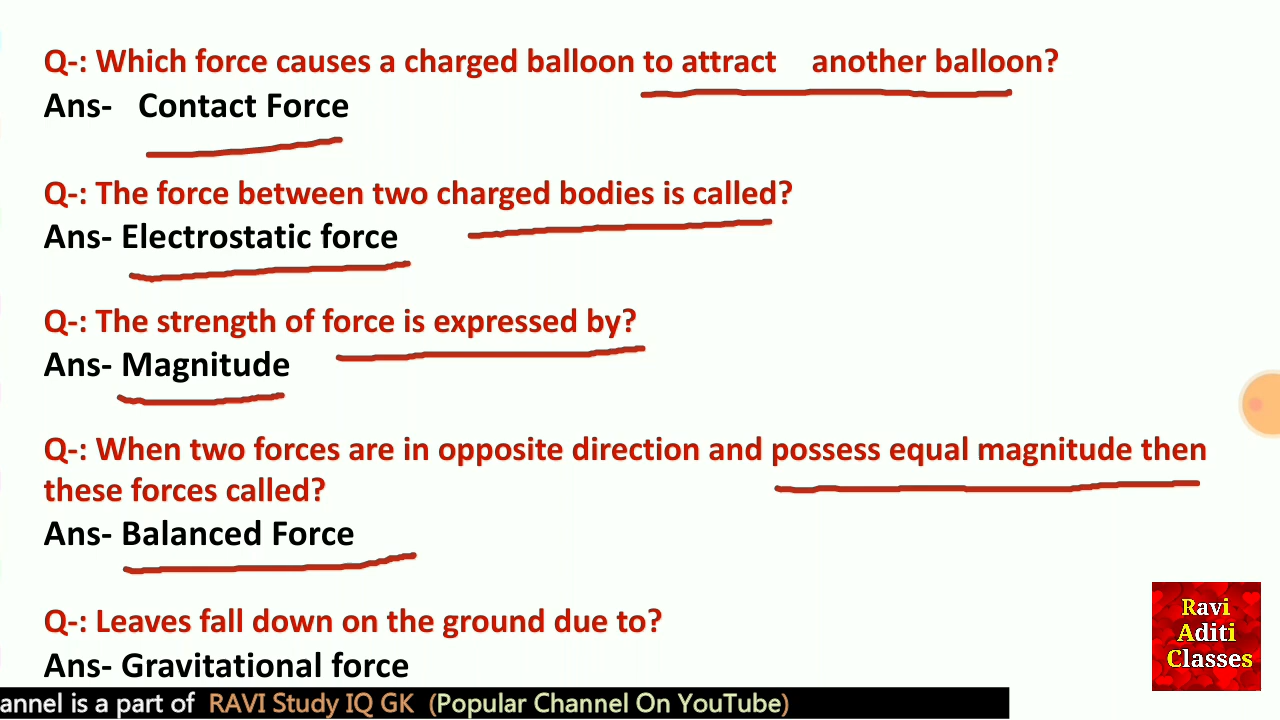 Q-: Which force causes a charged balloon to attract another balloon?
Ans- Contact Force
Q-: The force between two charged bodies is called?
Ans- Electrostatic force
Q-: The strength of force is expressed by?
Ans- Magnitude
Q-: When two forces are in opposite direction and possess equal magnitude then
these forces called?
Ans- Balanced Force
Q-: Leaves fall down on the ground due to?
Ans- Gravitational force
Ravi
Aditi
Classes
annel is a part of RAVI Study IQ GK (Popular Channel On YouTube)